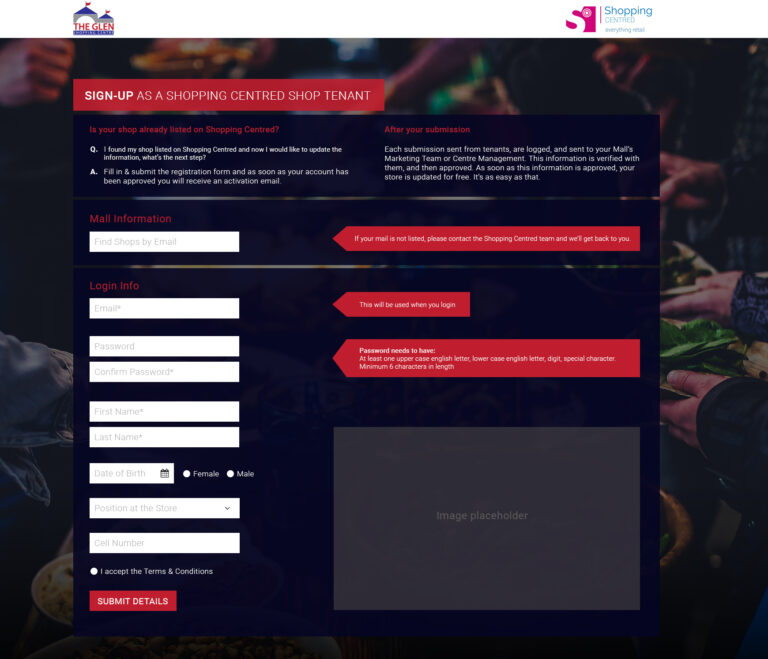 THE GLEN
SHOPPING CENTRE
Shopping
CENTRED
everything retail
SIGN-UP AS A SHOPPING CENTRED SHOP TENANT
Is your shop already listed on Shopping Centred?
Q. I found my shop listed on Shopping Centred and now I would like to update the
information, what's the next step?
A. Fill in & submit the registration form and as soon as your account has
been approved you will receive an activation email.
After your submission
Each submission sent from tenants, are logged, and sent to your Mall's
Marketing Team or Centre Management. This information is verified with
them, and then approved. As soon as this information is approved, your
store is updated for free. It's as easy as that.
Mall Information
Find Shops by Email
If your mail is not listed, please contact the Shopping Centred team and we'll get back to you.
Login Info
Email*
This will be used when you login
Password
Confirm Password*
Password needs to have:
At least one upper case english letter, lower case english letter, digit, special character.
Minimum 6 characters in length
First Name*
Last Name*
Date of Birth
Female
Male
Position at the Store
Cell Number
Image placeholder
I accept the Terms & Conditions
SUBMIT DETAILS